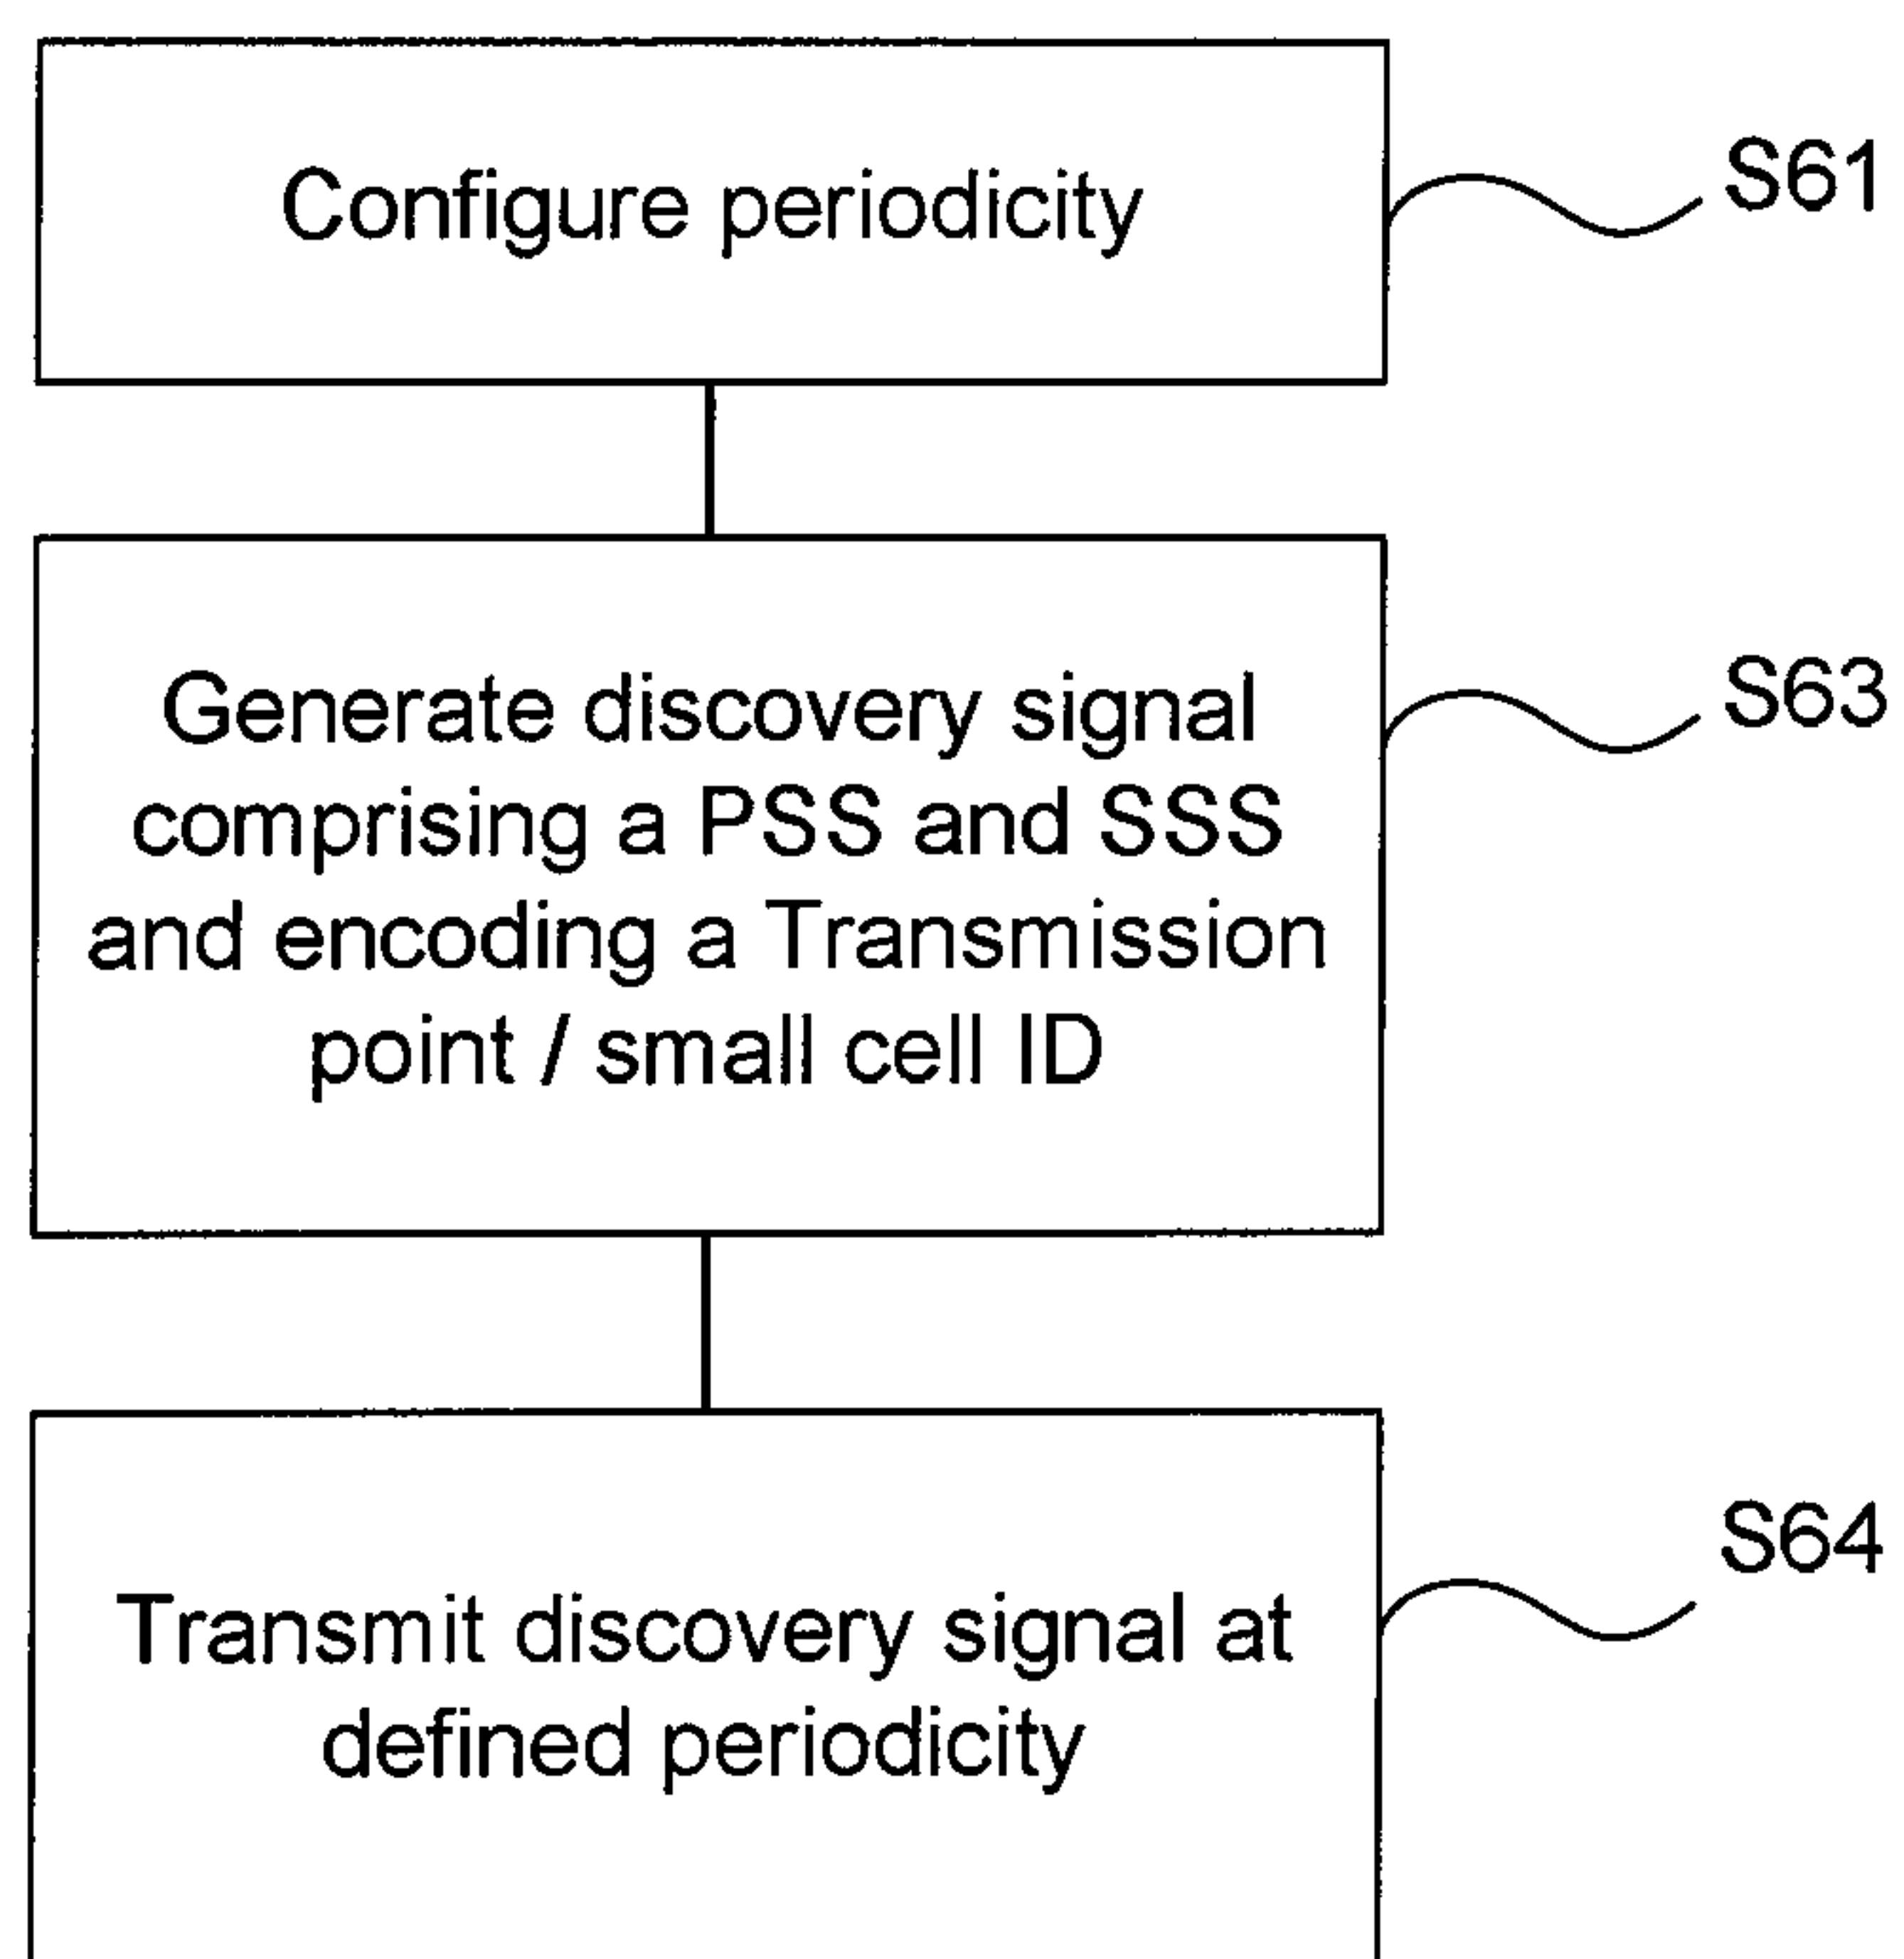 Configure periodicity
S61
Generate discovery signal
comprising a PSS and SSS
and encoding a Transmission
point / small cell ID
S63
Transmit discovery signal at
defined periodicity
S64